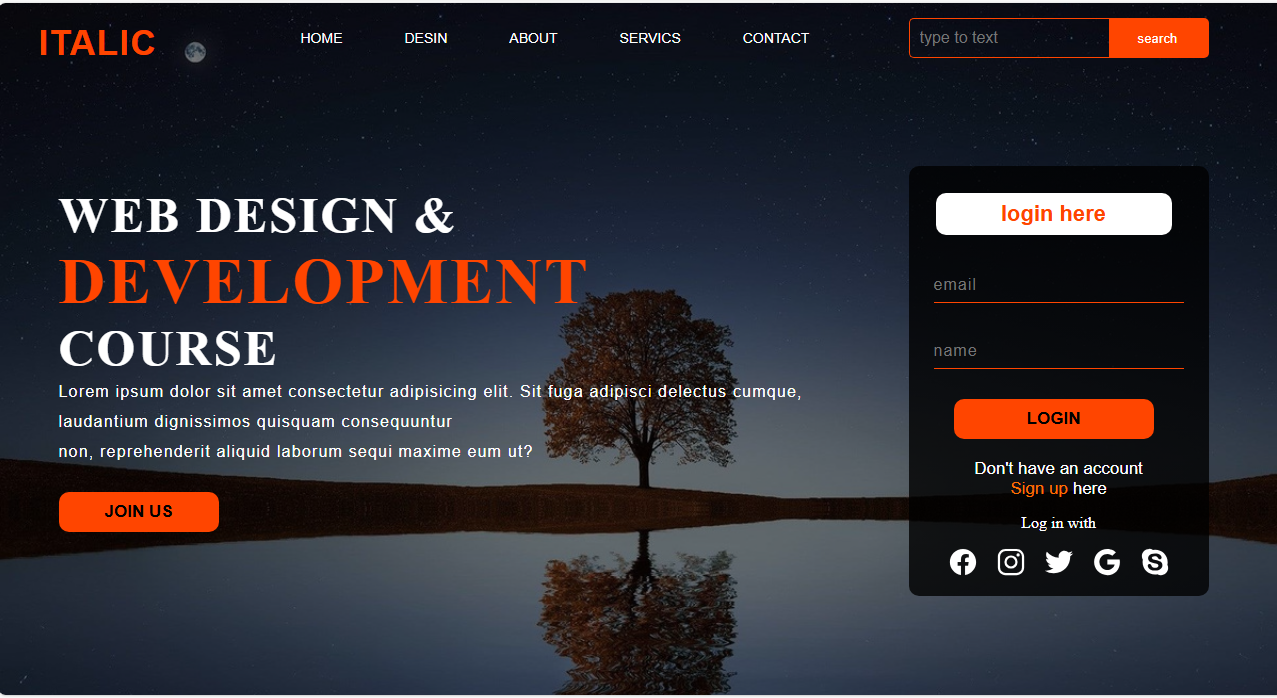 ITALIC
HOME DESIN ABOUT SERVICS CONTACT
type to text search
WEB DESIGN &
DEVELOPMENT
COURSE
Lorem ipsum dolor sit amet consectetur adipisicing elit. Sit fuga adipisci delectus cumque,
laudantium dignissimos quisquam consequuntur
non, reprehenderit aliquid laborum sequi maxime eum ut?
JOIN US
login here
email
name
LOGIN
Don't have an account
Sign up here
Log in with